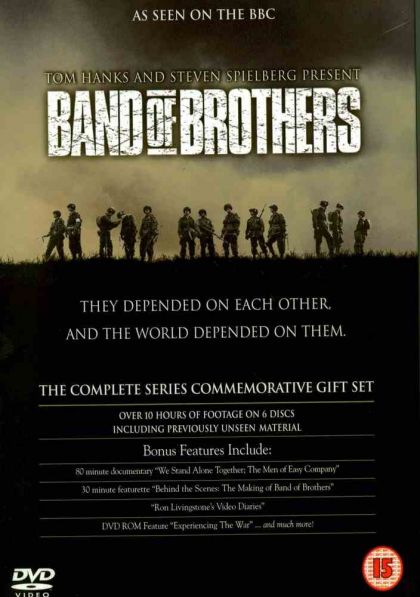 AS SEEN ON THE BBC
TOM HANKS AND STEVEN SPIELBERG PRESENT
BAND OF BROTHERS
THEY DEPENDED ON EACH OTHER,
AND THE WORLD DEPENDED ON THEM.
THE COMPLETE SERIES COMMEMORATIVE GIFT SET
OVER 10 HOURS OF FOOTAGE ON 6 DISCS
INCLUDING PREVIOUSLY UNSEEN MATERIAL
Bonus Features Include:
80 minute documentary "We Stand Alone Together; The Men of Easy Company"
30 minute featurette "Behind the Scenes: The Making of Band of Brothers"
"Ron Livingstone's Video Diaries"
DVD ROM Feature "Experiencing The War" ... and much more!
DVD
VIDEO
15